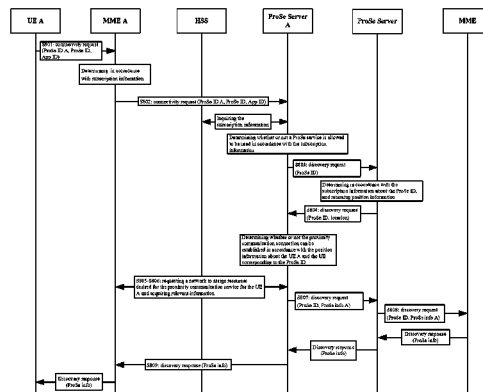 UE A
MME A
HSS
ProSe Server
A
ProSe Server
MME
S801: connectivity request
(ProSe ID A, ProSe ID,
App ID)
Determining in accordance
with subscription information
S802: connectivity request (ProSe ID A, ProSe ID, App ID)
Inquiring the
subscription information
Determining whether or not a ProSe service is allowed
to be used in accordance with the subscription
information
S803: discovery request
(ProSe ID)
Determining in accordance with the
subscription information about the ProSe ID,
and returning position information
S804: discovery request
(ProSe ID, location)
Determining whether or not the proximity
communication connection can be
established in accordance with the position
information about the UE A and the UE
corresponding to the ProSe ID
S805-S806: requesting a network to assign resources
desired for the proximity communication service for the UE
A and acquiring relevant information
S807: discovery request
(ProSe ID, ProSe info A)
S808: discovery request
(ProSe ID, ProSe info A)
Discovery response
(ProSe info)
Discovery response
(ProSe info)
S809: discovery response (ProSe info)
Discovery response
(ProSe info)